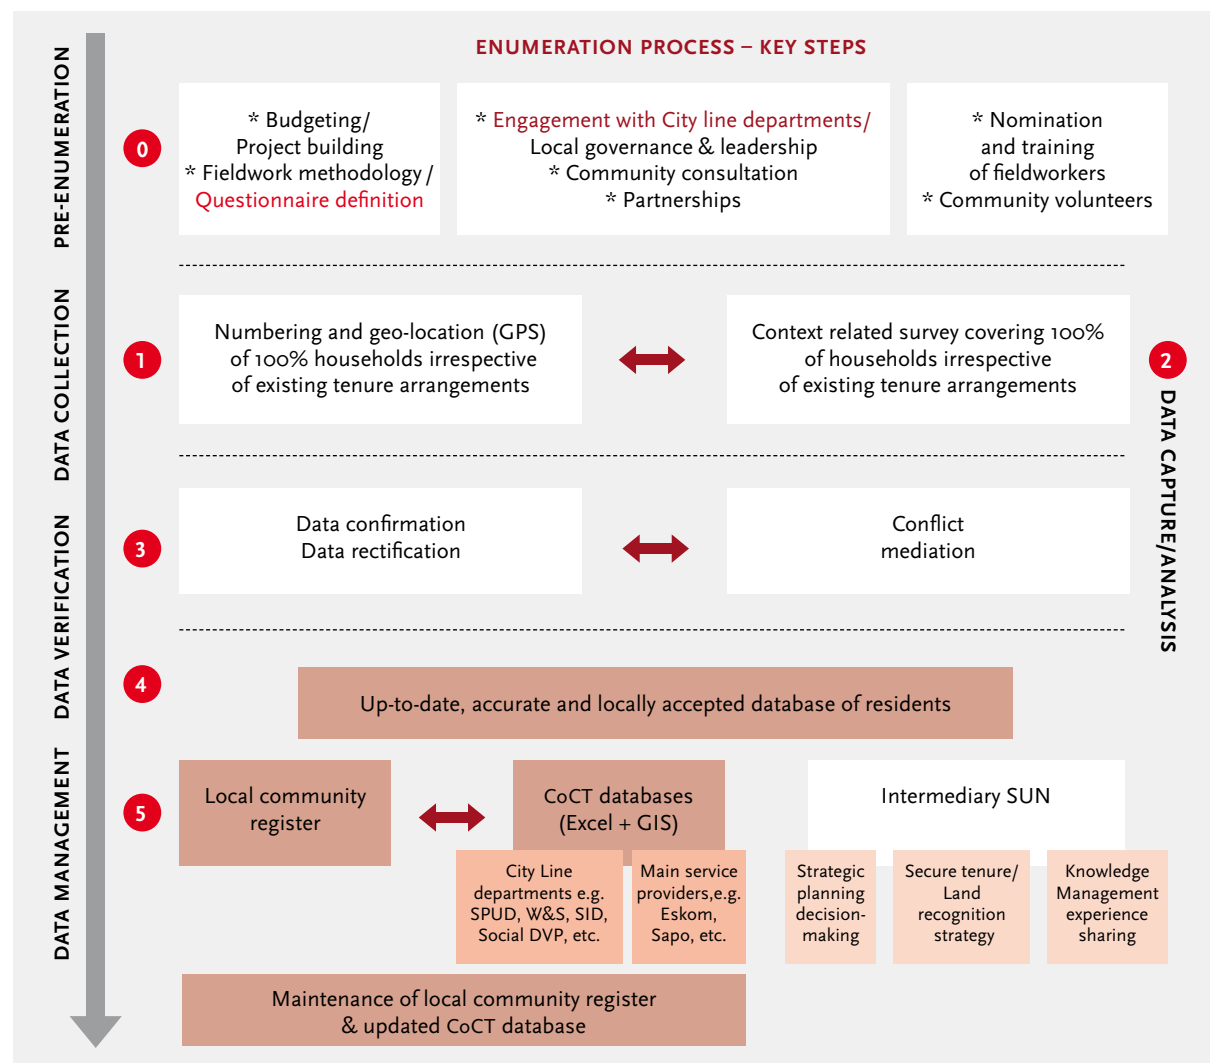 ENUMERATION PROCESS – KEY STEPS
PRE-ENUMERATION
0
* Budgeting/
Project building
* Fieldwork methodology /
Questionnaire definition
* Engagement with City line departments/
Local governance & leadership
* Community consultation
* Partnerships
* Nomination
and training
of fieldworkers
* Community volunteers
DATA COLLECTION
1
Numbering and geo-location (GPS)
of 100% households irrespective
of existing tenure arrangements
Context related survey covering 100%
of households irrespective
of existing tenure arrangements
2
DATA CAPTURE/ANALYSIS
DATA VERIFICATION
3
Data confirmation
Data rectification
Conflict
mediation
4
Up-to-date, accurate and locally accepted database of residents
DATA MANAGEMENT
5
Local community
register
CoCT databases
(Excel + GIS)
City Line
departments e.g.
SPUD, W&S, SID,
Social DVP, etc.
Main service
providers,e.g.
Eskom,
Sapo, etc.
Intermediary SUN
Strategic
planning
decision-
making
Secure tenure/
Land
recognition
strategy
Knowledge
Management
experience
sharing
Maintenance of local community register
& updated CoCT database